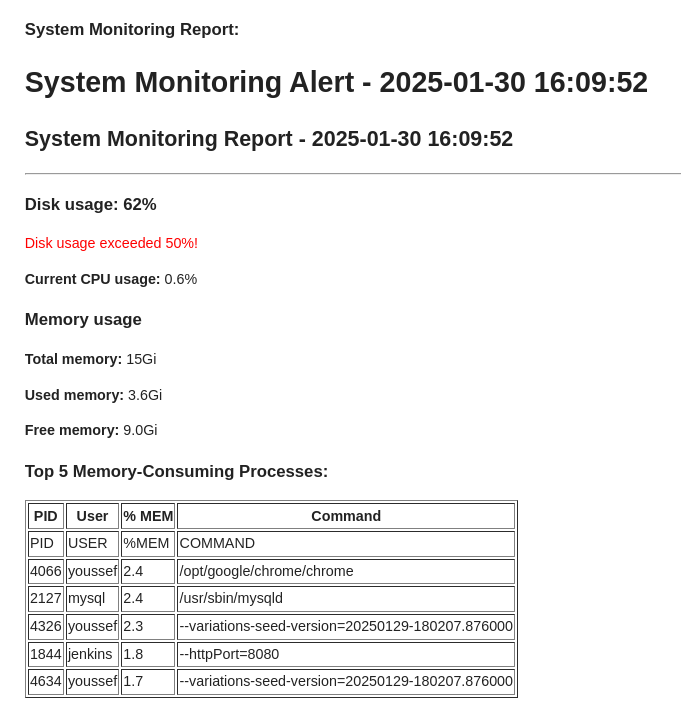 System Monitoring Report:
System Monitoring Alert - 2025-01-30 16:09:52
System Monitoring Report - 2025-01-30 16:09:52
Disk usage: 62%
Disk usage exceeded 50%!
Current CPU usage: 0.6%
Memory usage
Total memory: 15Gi
Used memory: 3.6Gi
Free memory: 9.0Gi
Top 5 Memory-Consuming Processes:
PID User % MEM Command
PID USER %MEM COMMAND
4066 youssef 2.4 /opt/google/chrome/chrome
2127 mysql 2.4 /usr/sbin/mysqld
4326 youssef 2.3 --variations-seed-version=20250129-180207.876000
1844 jenkins 1.8 --httpPort=8080
4634 youssef 1.7 --variations-seed-version=20250129-180207.876000